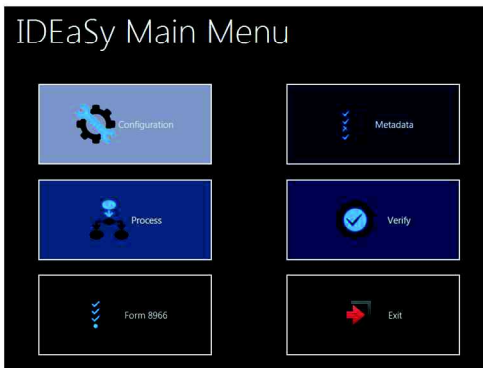 IDEaSy Main Menu
Configuration
Metadata
Process
Verify
Form 8966
Exit